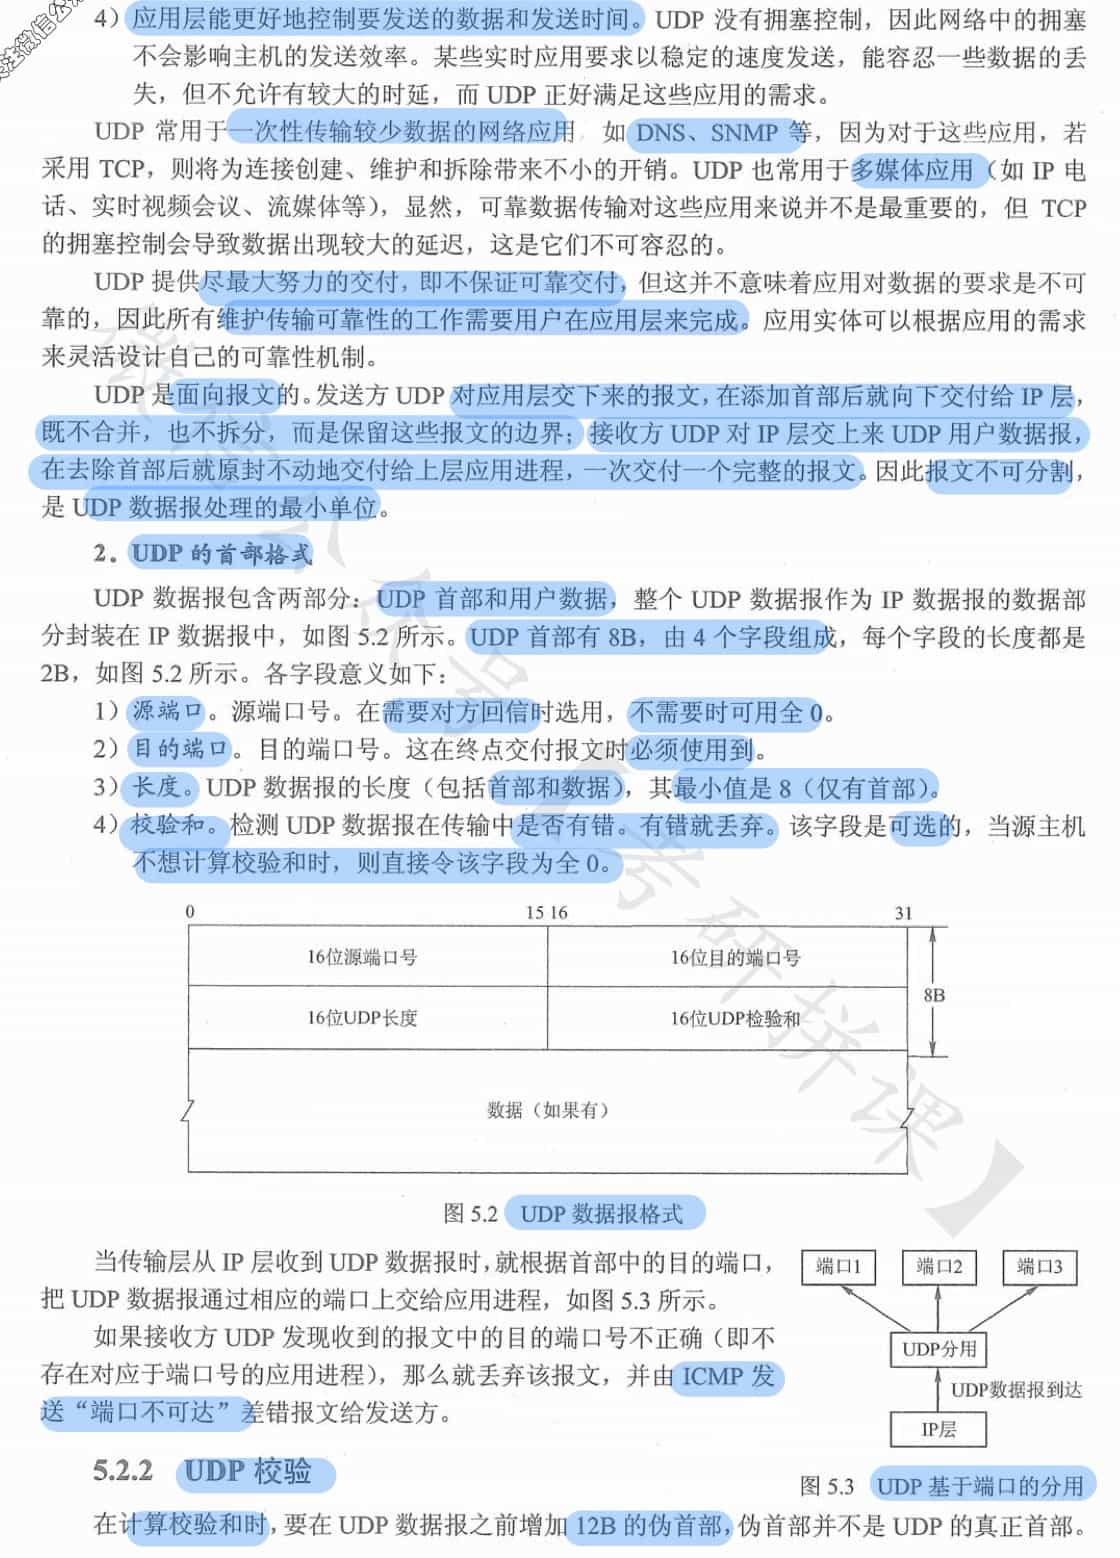 4）应用层能更好地控制要发送的数据和发送时间。UDP 没有拥塞控制，因此网络中的拥塞
不会影响主机的发送效率。某些实时应用要求以稳定的速度发送，能容忍一些数据的丢
失，但不允许有较大的时延，而 UDP 正好满足这些应用的需求。
UDP 常用于一次性传输较少数据的网络应用，如 DNS、SNMP 等，因为对于这些应用，若
采用 TCP，则将为连接创建、维护和拆除带来不小的开销。UDP 也常用于多媒体应用（如 IP 电
话、实时视频会议、流媒体等），显然，可靠数据传输对这些应用来说并不是最重要的，但 TCP
的拥塞控制会导致数据出现较大的延迟，这是它们不可容忍的。
UDP 提供尽最大努力的交付，即不保证可靠交付，但这并不意味着应用对数据的要求是不可
靠的，因此所有维护传输可靠性的工作需要用户在应用层来完成。应用实体可以根据应用的需求
来灵活设计自己的可靠性机制。
UDP 是面向报文的。发送方 UDP 对应用层交下来的报文，在添加首部后就向下交付给 IP 层，
既不合并，也不拆分，而是保留这些报文的边界；接收方 UDP 对 IP 层交上来 UDP 用户数据报，
在去除首部后就原封不动地交付给上层应用进程，一次交付一个完整的报文。因此报文不可分割，
是 UDP 数据报处理的最小单位。
2。UDP 的首部格式
UDP 数据报包含两部分：UDP 首部和用户数据，整个 UDP 数据报作为 IP 数据报的数据部
分封装在 IP 数据报中，如图 5.2 所示。UDP 首部有 8B，由 4 个字段组成，每个字段的长度都是
2B，如图 5.2 所示。各字段意义如下：
1）源端口。源端口号。在需要对方回信时选用，不需要时可用全 0。
2）目的端口。目的端口号。这在终点交付报文时必须使用到。
3）长度。UDP 数据报的长度（包括首部和数据），其最小值是 8（仅有首部）。
4）校验和。检测 UDP 数据报在传输中是否有错。有错就丢弃。该字段是可选的，当源主机
不想计算校验和时，则直接令该字段为全 0。
0 15 16 31
16位源端口号 16位目的端口号
8B
16位UDP长度 16位UDP检验和
数据（如果有）
图 5.2 UDP 数据报格式
当传输层从 IP 层收到 UDP 数据报时，就根据首部中的目的端口，
把 UDP 数据报通过相应的端口上交给应用进程，如图 5.3 所示。
如果接收方 UDP 发现收到的报文中的目的端口号不正确（即不
存在对应于端口号的应用进程），那么就丢弃该报文，并由 ICMP 发
送“端口不可达”差错报文给发送方。
端口1 端口2 端口3
UDP分用
UDP数据报到达
IP层
图 5.3 UDP 基于端口的分用
5.2.2 UDP 校验
在计算校验和时，要在 UDP 数据报之前增加 12B 的伪首部，伪首部并不是 UDP 的真正首部。
微信公众号【考研拼课】